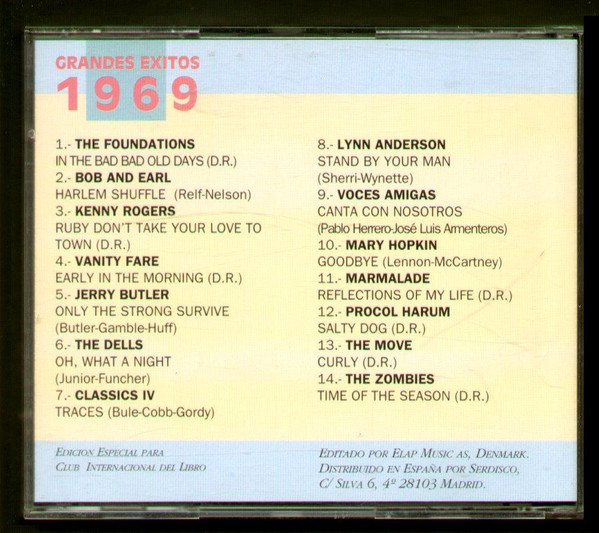 GRANDES EXITOS
1969
1.- THE FOUNDATIONS
IN THE BAD BAD OLD DAYS (D.R.)
2.- BOB AND EARL
HARLEM SHUFFLE (Relf-Nelson)
3.- KENNY ROGERS
RUBY DON'T TAKE YOUR LOVE TO
TOWN (D.R.)
4.- VANITY FARE
EARLY IN THE MORNING (D.R.)
5.- JERRY BUTLER
ONLY THE STRONG SURVIVE
(Butler-Gamble-Huff)
6.- THE DELLS
OH, WHAT A NIGHT
(Junior-Funcher)
7.- CLASSICS IV
TRACES (Bule-Cobb-Gordy)
8.- LYNN ANDERSON
STAND BY YOUR MAN
(Sherri-Wynette)
9.- VOCES AMIGAS
CANTA CON NOSOTROS
(Pablo Herrero-José Luis Armenteros)
10.- MARY HOPKIN
GOODBYE (Lennon-McCartney)
11.- MARMALADE
REFLECTIONS OF MY LIFE (D.R.)
12.- PROCOL HARUM
SALTY DOG (D.R.)
13.- THE MOVE
CURLY (D.R.)
14.- THE ZOMBIES
TIME OF THE SEASON (D.R.)
EDICION ESPECIAL PARA
CLUB INTERNACIONAL DEL LIBRO
EDITADO POR ELAP MUSIC AS, DENMARK.
DISTRIBUIDO EN ESPAÑA POR SERDISCO,
C/ SILVA 6, 4º 28103 MADRID.